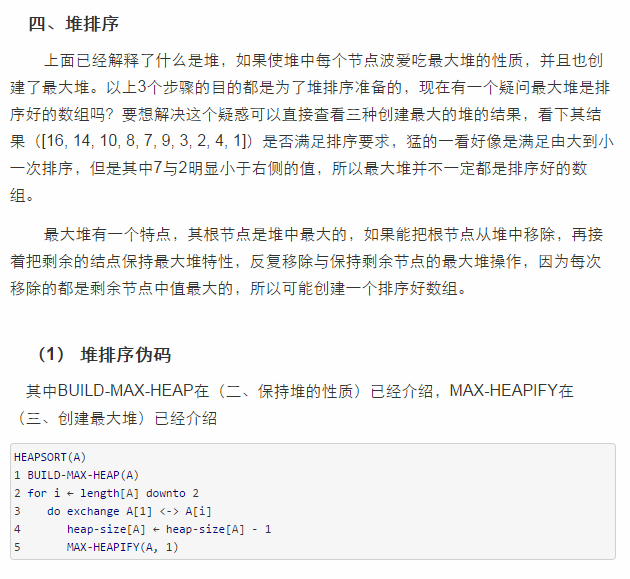 四、堆排序
上面已经解释了什么是堆，如果使堆中每个节点波爱吃最大堆的性质，并且也创
建了最大堆。以上3个步骤的目的都是为了堆排序准备的，现在有一个疑问最大堆是排
序好的数组吗？要想解决这个疑惑可以直接查看三种创建最大的堆的结果，看下其结
果（[16, 14, 10, 8, 7, 9, 3, 2, 4, 1]）是否满足排序要求，猛的一看好像是满足由大到小
一次排序，但是其中7与2明显小于右侧的值，所以最大堆并不一定都是排序好的数
组。
最大堆有一个特点，其根节点是堆中最大的，如果能把根节点从堆中移除，再接
着把剩余的结点保持最大堆特性，反复移除与保持剩余节点的最大堆操作，因为每次
移除的都是剩余节点中值最大的，所以可能创建一个排序好数组。
（1） 堆排序伪码
其中BUILD-MAX-HEAP在（二、保持堆的性质）已经介绍，MAX-HEAPIFY在
（三、创建最大堆）已经介绍
HEAPSORT(A)
1 BUILD-MAX-HEAP(A)
2 for i ← length[A] downto 2
3    do exchange A[1] <-> A[i]
4       heap-size[A] ← heap-size[A] - 1
5       MAX-HEAPIFY(A, 1)